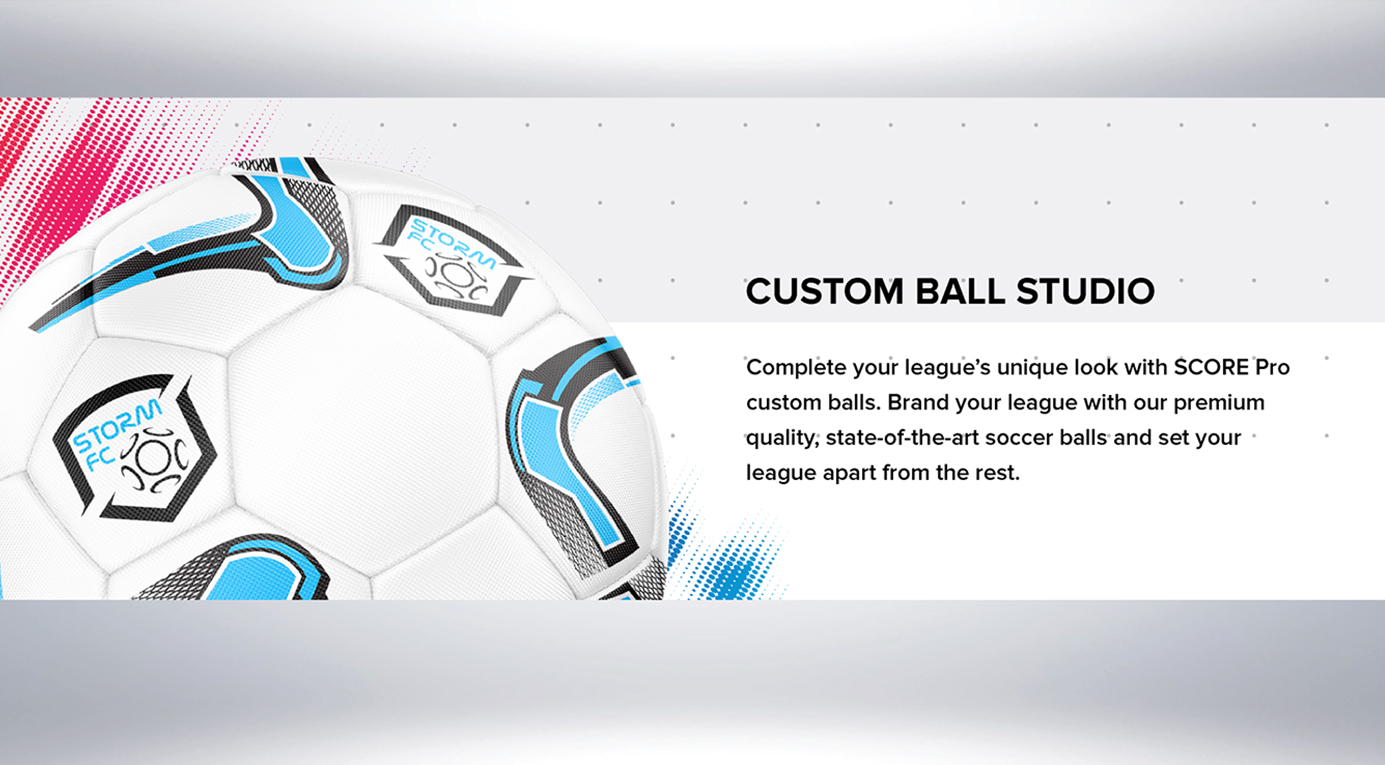 STORM
FC
STORM
FC
CUSTOM BALL STUDIO
Complete your league’s unique look with SCORE Pro
custom balls. Brand your league with our premium
quality, state-of-the-art soccer balls and set your
league apart from the rest.